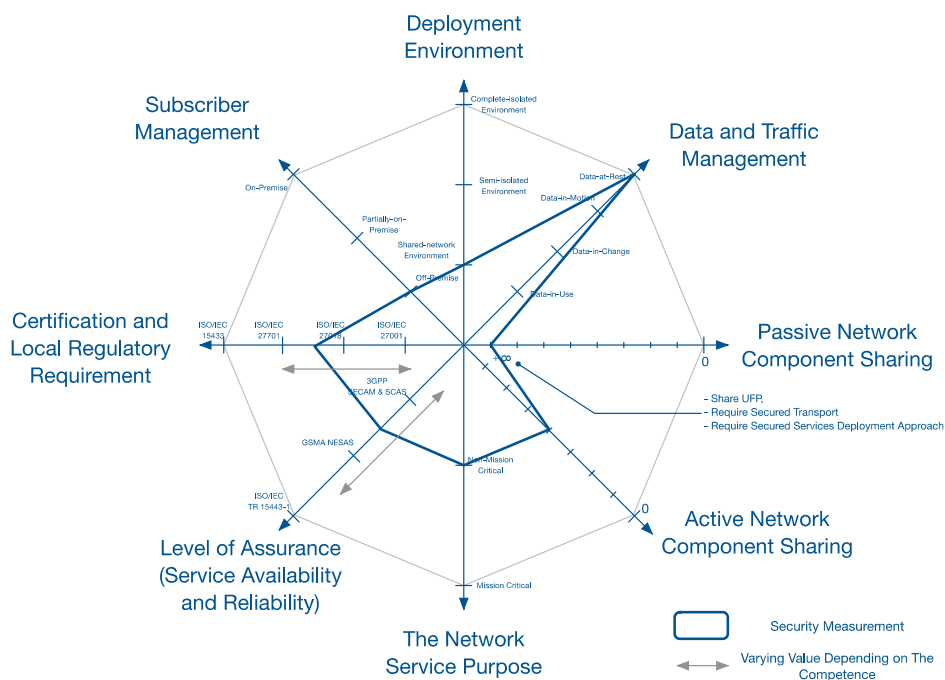 Deployment
Environment
Complete-isolated
Environment
Subscriber
Management
Data and Traffic
Management
On-Premise
Semi-isolated Environment
Data-at-Rest
Data-in-Motion
Partially-on-
Premise
Shared-network
Environment
Data-in-Change
Off-Premise
Data-in-Use
Certification and
Local Regulatory
Requirement
ISO/IEC
15433
ISO/IEC
27701
ISO/IEC
ISO/IEC
27001
0
Passive Network
Component Sharing
3GPP
SECAM & SCAS
- Share UFP,
- Require Secured Transport
- Require Secured Services Deployment Approach
GSMA NESAS
Non-Mission
Critical
ISO/IEC
TR 15443-1
0
Active Network
Component Sharing
Level of Assurance
(Service Availability
and Reliability)
Mission Critical
The Network
Service Purpose
Security Measurement
Varying Value Depending on The
Competence